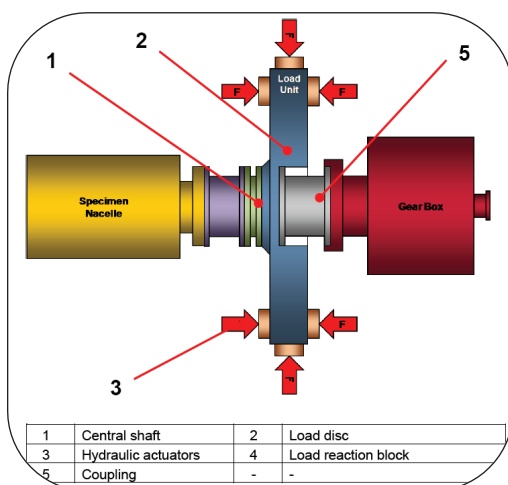 2
F
1
5
Load
Unit
F F
Specimen
Nacelle
Gear Box
F
F
3
1 Central shaft 2 Load disc
3 Hydraulic actuators 4 Load reaction block
5 Coupling - -